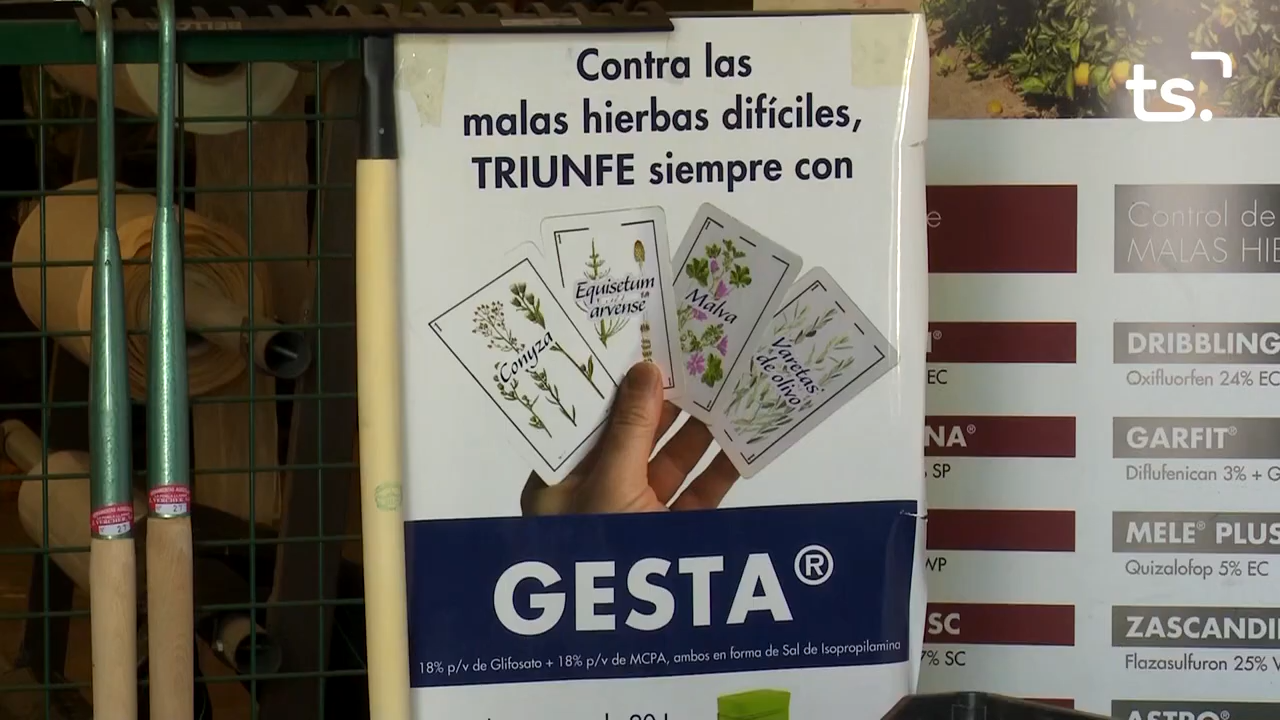 Contra las
malas hierbas difíciles,
TRIUNFE siempre con
Conyza
Equisetum
arvense
Malva
Varetas
de olivo
GESTA®
18% p/v de Glifosato + 18% p/v de MCPA, ambos en forma de Sal de Isopropilamina
ts.
Control de
MALAS HIE
EC
NA®
SP
WP
SC
7% SC
DRIBBLING
Oxifluorfen 24% EC
GARFIT®
Diflufenican 3% + G
MELE® PLUS
Quizalofop 5% EC
ZASCANDI
Flazasulfuron 25% W
ASTRO®